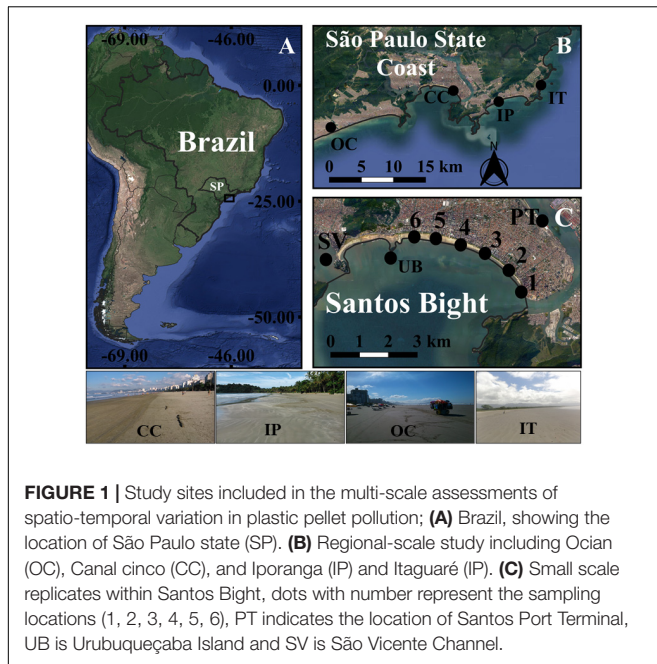 -69.00
-46.00
A
0.00
Brazil
SP
-25.00
-50.00
-69.00
-46.00
São Paulo State
Coast
B
CC
IT
IP
OC
0 5 10 15 km
N
PT
C
6 5 4 3 2 1
SV
UB
Santos Bight
0 1 2 3 km
CC
IP
OC
IT
FIGURE 1 | Study sites included in the multi-scale assessments of
spatio-temporal variation in plastic pellet pollution; (A) Brazil, showing the
location of São Paulo state (SP). (B) Regional-scale study including Ocian
(OC), Canal cinco (CC), and Iporanga (IP) and Itaguaré (IP). (C) Small scale
replicates within Santos Bight, dots with number represent the sampling
locations (1, 2, 3, 4, 5, 6), PT indicates the location of Santos Port Terminal,
UB is Urubuqueçaba Island and SV is São Vicente Channel.